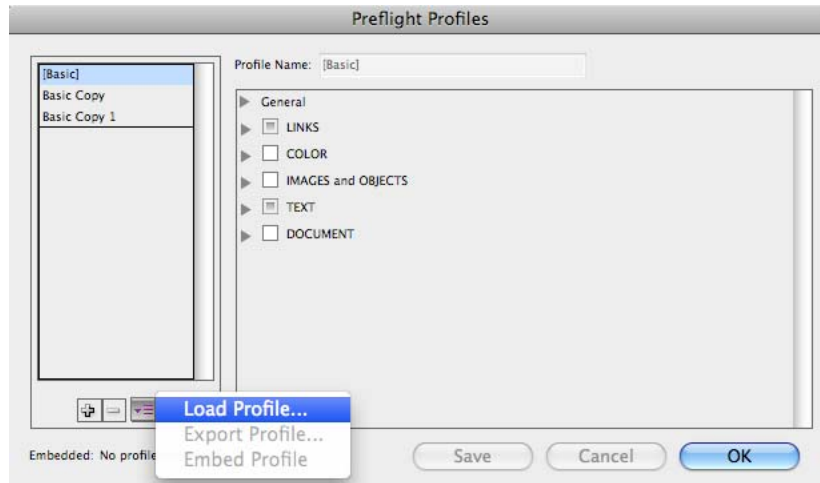 Preflight Profiles
[Basic]
Basic Copy
Basic Copy 1
Profile Name: [Basic]
General
LINKS
COLOR
IMAGES and OBJECTS
TEXT
DOCUMENT
Load Profile...
Export Profile...
Embed Profile
Embedded: No profile
Save
Cancel
OK